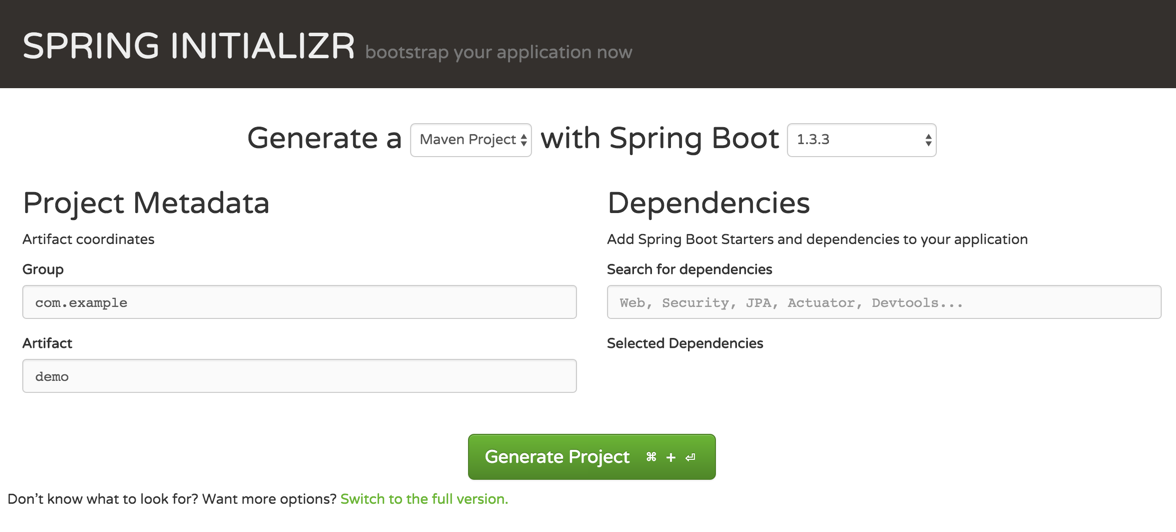 SPRING INITIALIZR bootstrap your application now
Generate a Maven Project with Spring Boot 1.3.3
Project Metadata
Artifact coordinates
Group
com.example
Artifact
demo
Dependencies
Add Spring Boot Starters and dependencies to your application
Search for dependencies
Web, Security, JPA, Actuator, Devtools...
Selected Dependencies
Generate Project ⌘ + ⏎
Don't know what to look for? Want more options? Switch to the full version.